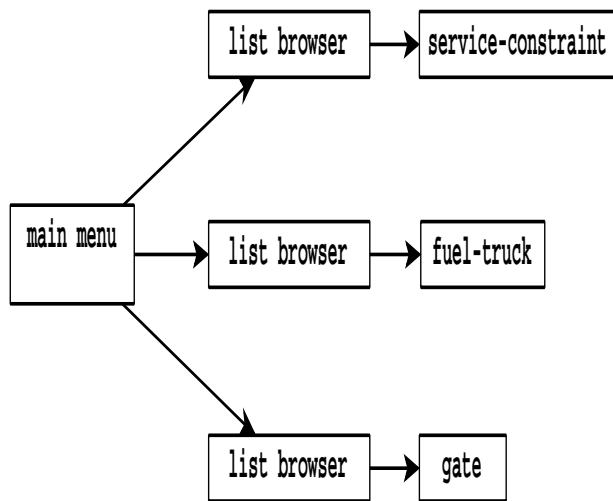 list browser
service-constraint
main menu
list browser
fuel-truck
list browser
gate